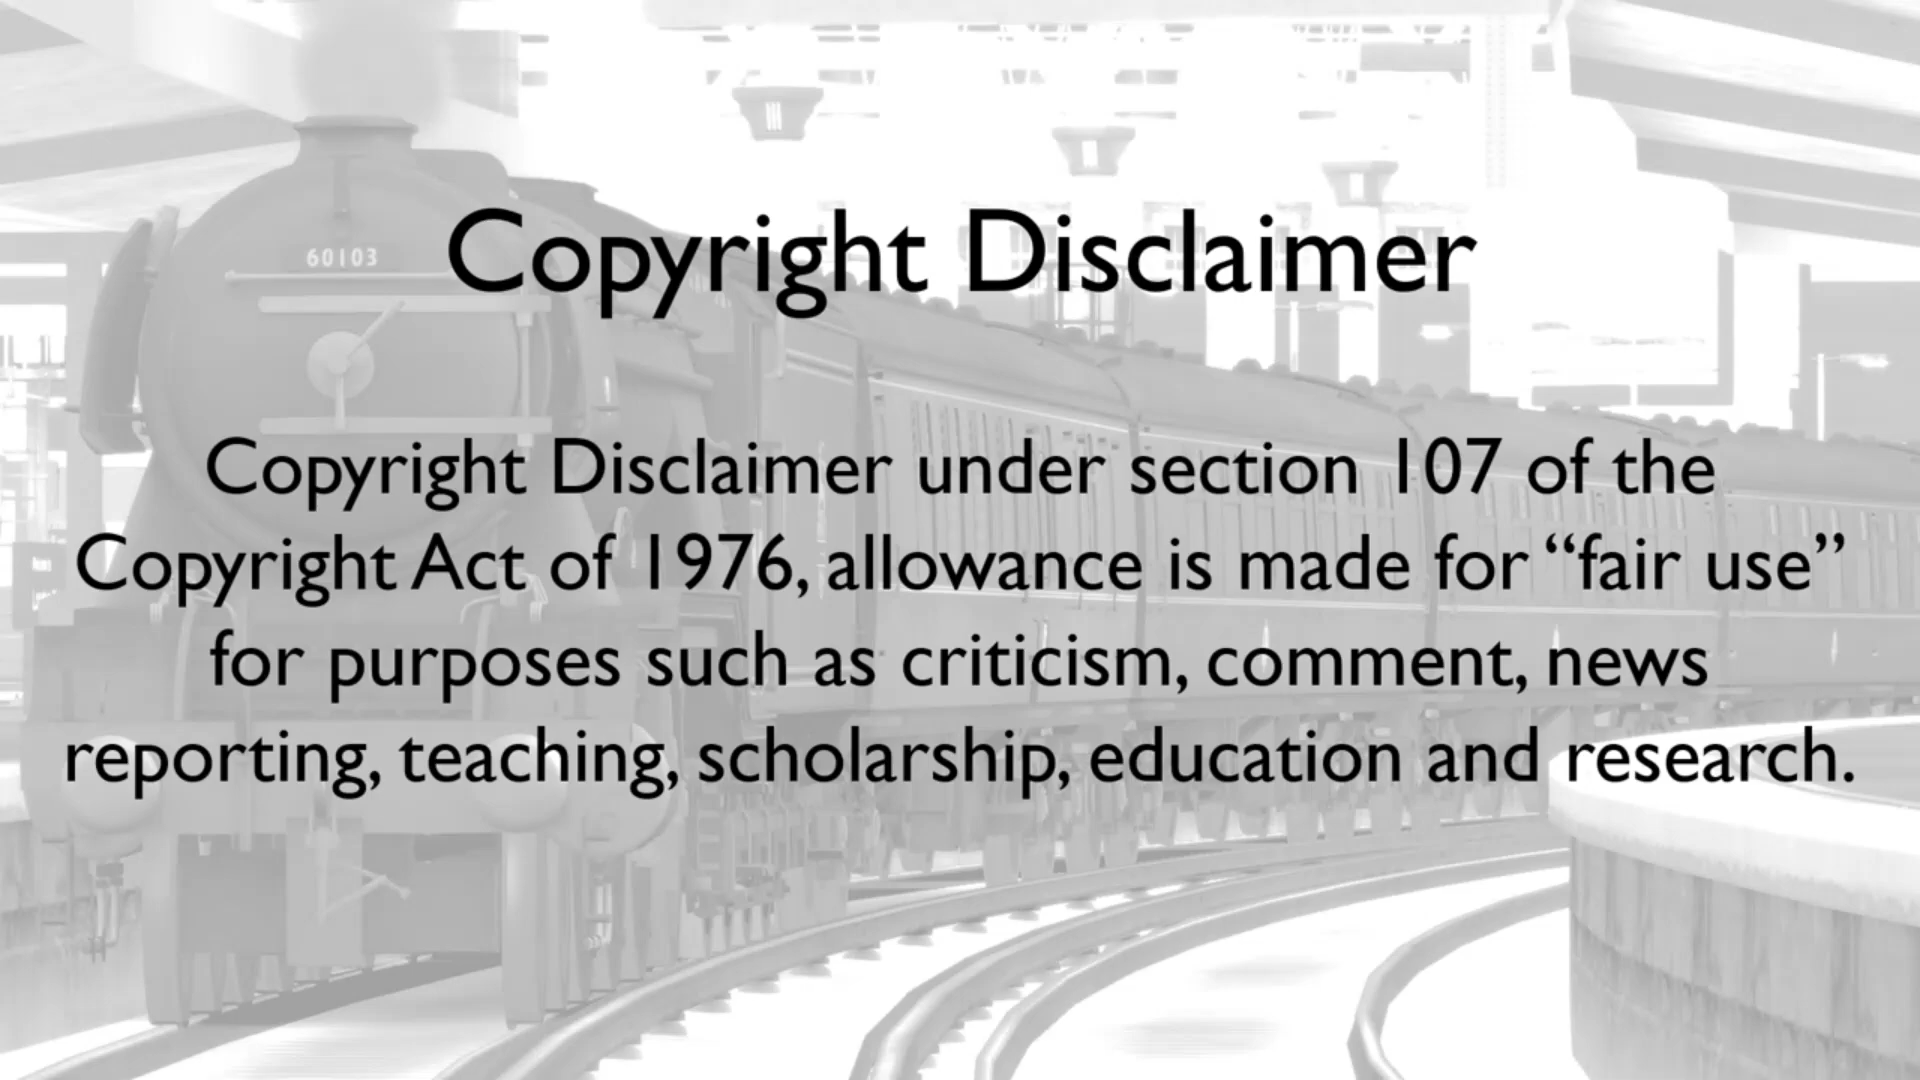 60103
Copyright Disclaimer
Copyright Disclaimer under section 107 of the
Copyright Act of 1976, allowance is made for “fair use”
for purposes such as criticism, comment, news
reporting, teaching, scholarship, education and research.